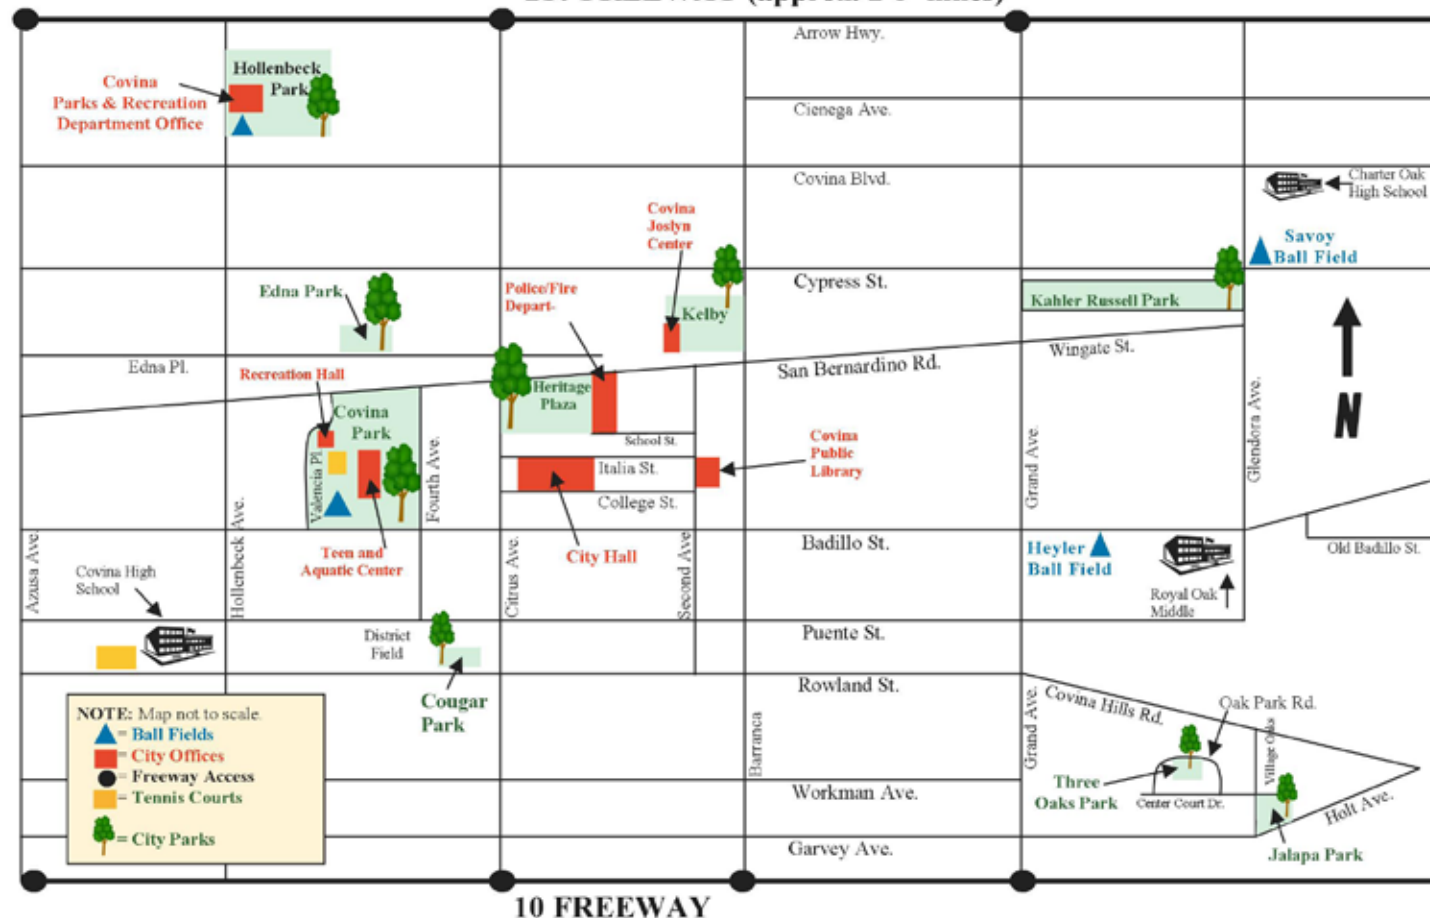 FREEWAY (approx.
Arrow Hwy.
Hollenbeck
Park
Covina
Parks & Recreation
Department Office
Cienega Ave.
Covina Blvd.
Charter Oak
High School
Covina
Joslyn
Center
Savoy
Ball Field
Edna Park
Police/Fire
Depart-
Cypress St.
Kelby
Kahler Russell Park
Wingate St.
Edna Pl.
Recreation Hall
San Bernardino Rd.
Heritage
Plaza
Covina
Park
School St.
Covina
Public
Library
Italia St.
College St.
Valencia Pl
Fourth Ave.
Grand Ave.
Glendora Ave.
N
Azusa Ave.
Hollenbeck Ave.
Citrus Ave.
Second Ave
Teen and
Aquatic Center
City Hall
Badillo St.
Heyler
Ball Field
Old Badillo St.
Covina High
School
Royal Oak
Middle
District
Field
Puente St.
Cougar
Park
Rowland St.
Covina Hills Rd.
Oak Park Rd.
Grand Ave.
Barranca
Village Oaks
NOTE: Map not to scale.
= Ball Fields
= City Offices
= Freeway Access
= Tennis Courts
= City Parks
Three
Oaks Park
Workman Ave.
Center Court Dr.
Holt Ave.
Garvey Ave.
Jalapa Park
10 FREEWAY